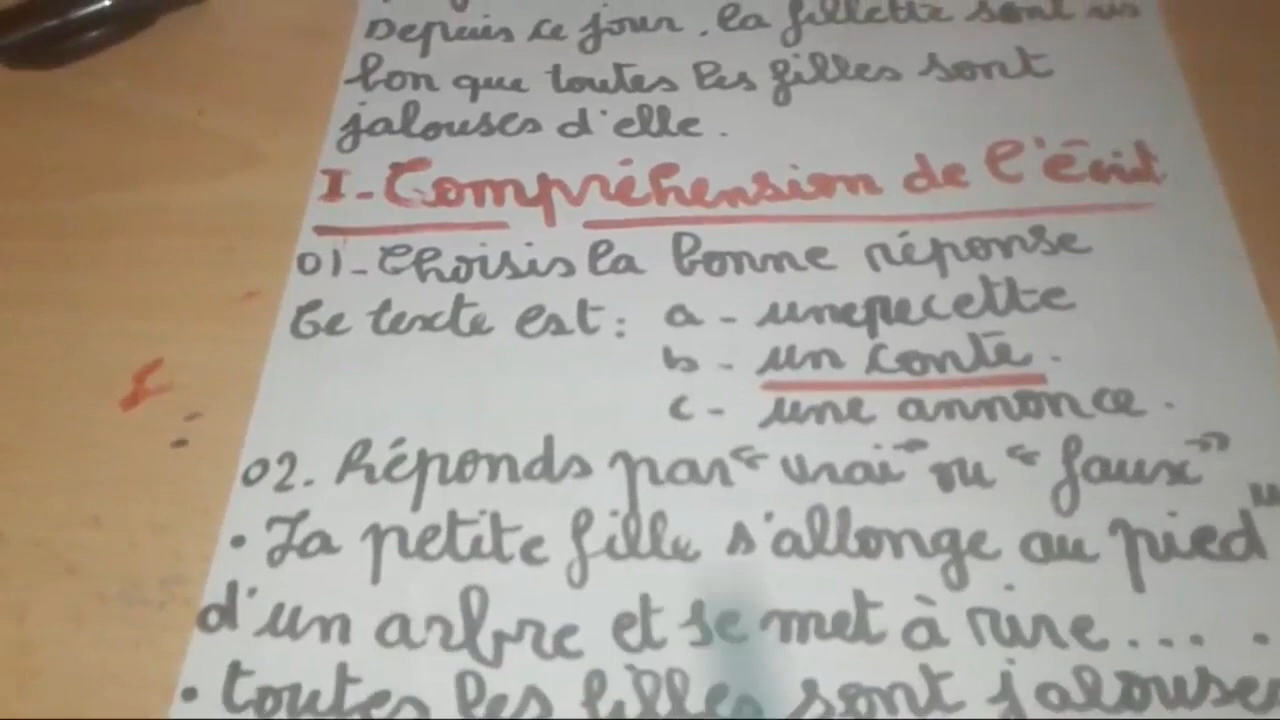 Depuis ce jour, la fillette sent us
bon que toutes les filles sont
jalouses d'elle.
I-Compréhension de l'écrit
01-Choisis la bonne réponse
Ce texte est: a - une recette
b - un conte.
c - une annonce.
02. Réponds par "vrai" ou "faux"
• La petite fille s'allonge au pied
d'un arbre et se met à rire....
• toutes les filles sont jalouses